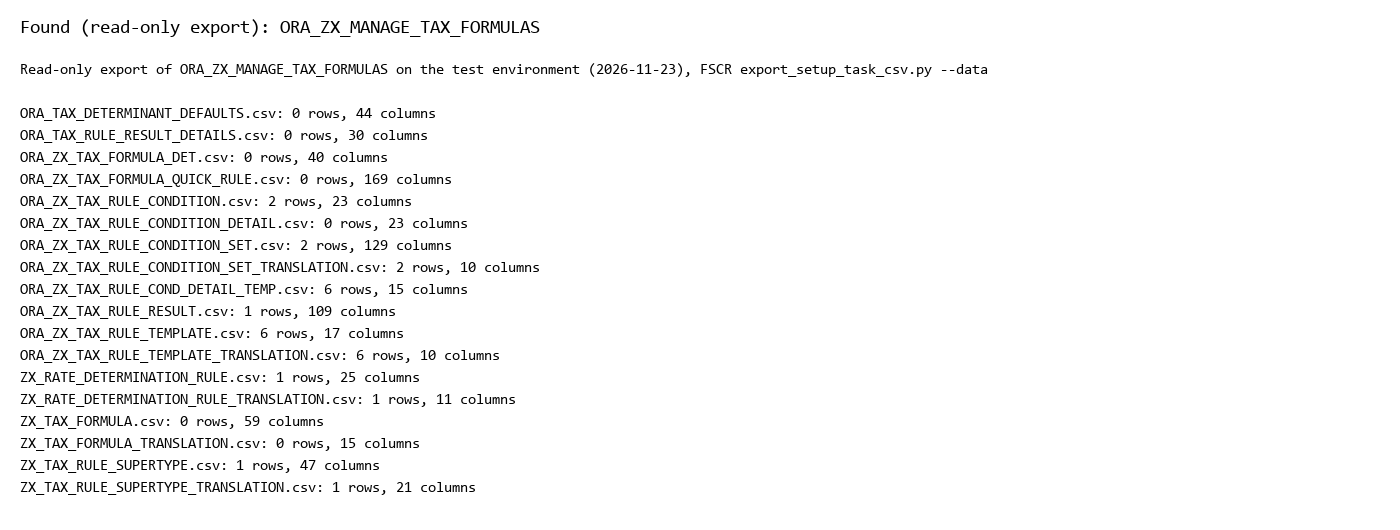 Found (read-only export): ORA_ZX_MANAGE_TAX_FORMULAS
Read-only export of ORA_ZX_MANAGE_TAX_FORMULAS on the test environment (2026-11-23), FSCR export_setup_task_csv.py --data
ORA_TAX_DETERMINANT_DEFAULTS.csv: 0 rows, 44 columns
ORA_TAX_RULE_RESULT_DETAILS.csv: 0 rows, 30 columns
ORA_ZX_TAX_FORMULA_DET.csv: 0 rows, 40 columns
ORA_ZX_TAX_FORMULA_QUICK_RULE.csv: 0 rows, 169 columns
ORA_ZX_TAX_RULE_CONDITION.csv: 2 rows, 23 columns
ORA_ZX_TAX_RULE_CONDITION_DETAIL.csv: 0 rows, 23 columns
ORA_ZX_TAX_RULE_CONDITION_SET.csv: 2 rows, 129 columns
ORA_ZX_TAX_RULE_CONDITION_SET_TRANSLATION.csv: 2 rows, 10 columns
ORA_ZX_TAX_RULE_COND_DETAIL_TEMP.csv: 6 rows, 15 columns
ORA_ZX_TAX_RULE_RESULT.csv: 1 rows, 109 columns
ORA_ZX_TAX_RULE_TEMPLATE.csv: 6 rows, 17 columns
ORA_ZX_TAX_RULE_TEMPLATE_TRANSLATION.csv: 6 rows, 10 columns
ZX_RATE_DETERMINATION_RULE.csv: 1 rows, 25 columns
ZX_RATE_DETERMINATION_RULE_TRANSLATION.csv: 1 rows, 11 columns
ZX_TAX_FORMULA.csv: 0 rows, 59 columns
ZX_TAX_FORMULA_TRANSLATION.csv: 0 rows, 15 columns
ZX_TAX_RULE_SUPERTYPE.csv: 1 rows, 47 columns
ZX_TAX_RULE_SUPERTYPE_TRANSLATION.csv: 1 rows, 21 columns